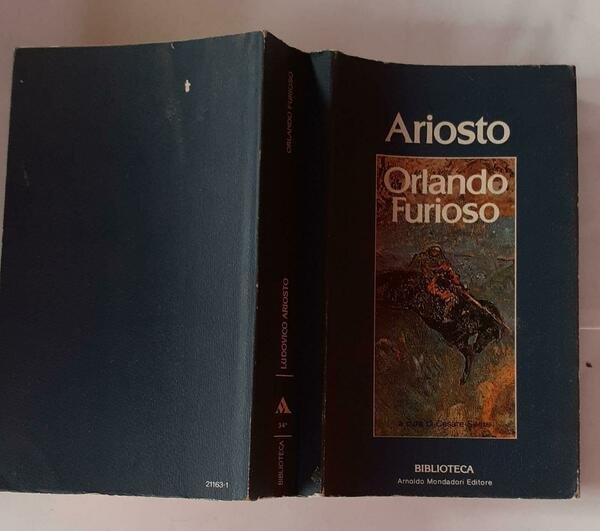 Ariosto
Orlando
Furioso
a cura di Cesare Segre
BIBLIOTECA
Arnoldo Mondadori Editore
ORLANDO FURIOSO
LUDOVICO ARIOSTO
34*
BIBLIOTECA
21163-1